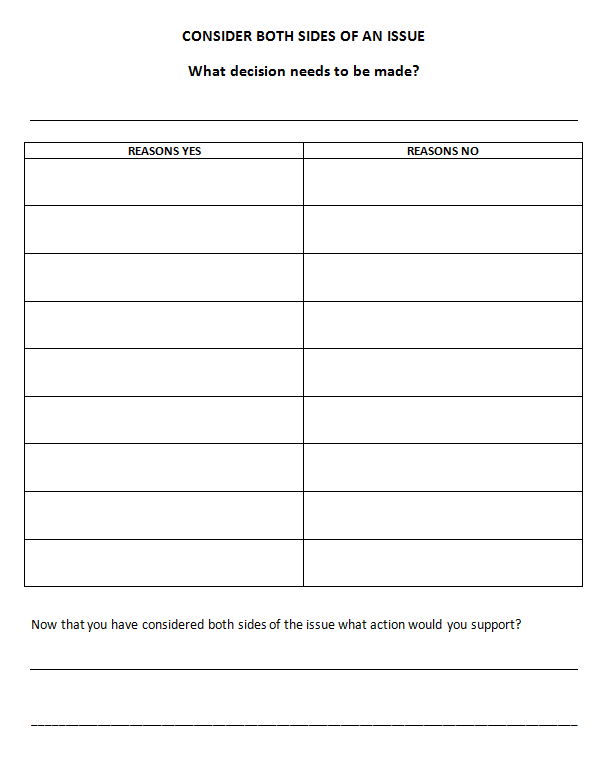 CONSIDER BOTH SIDES OF AN ISSUE
What decision needs to be made?
REASONS YES
REASONS NO
Now that you have considered both sides of the issue what action would you support?